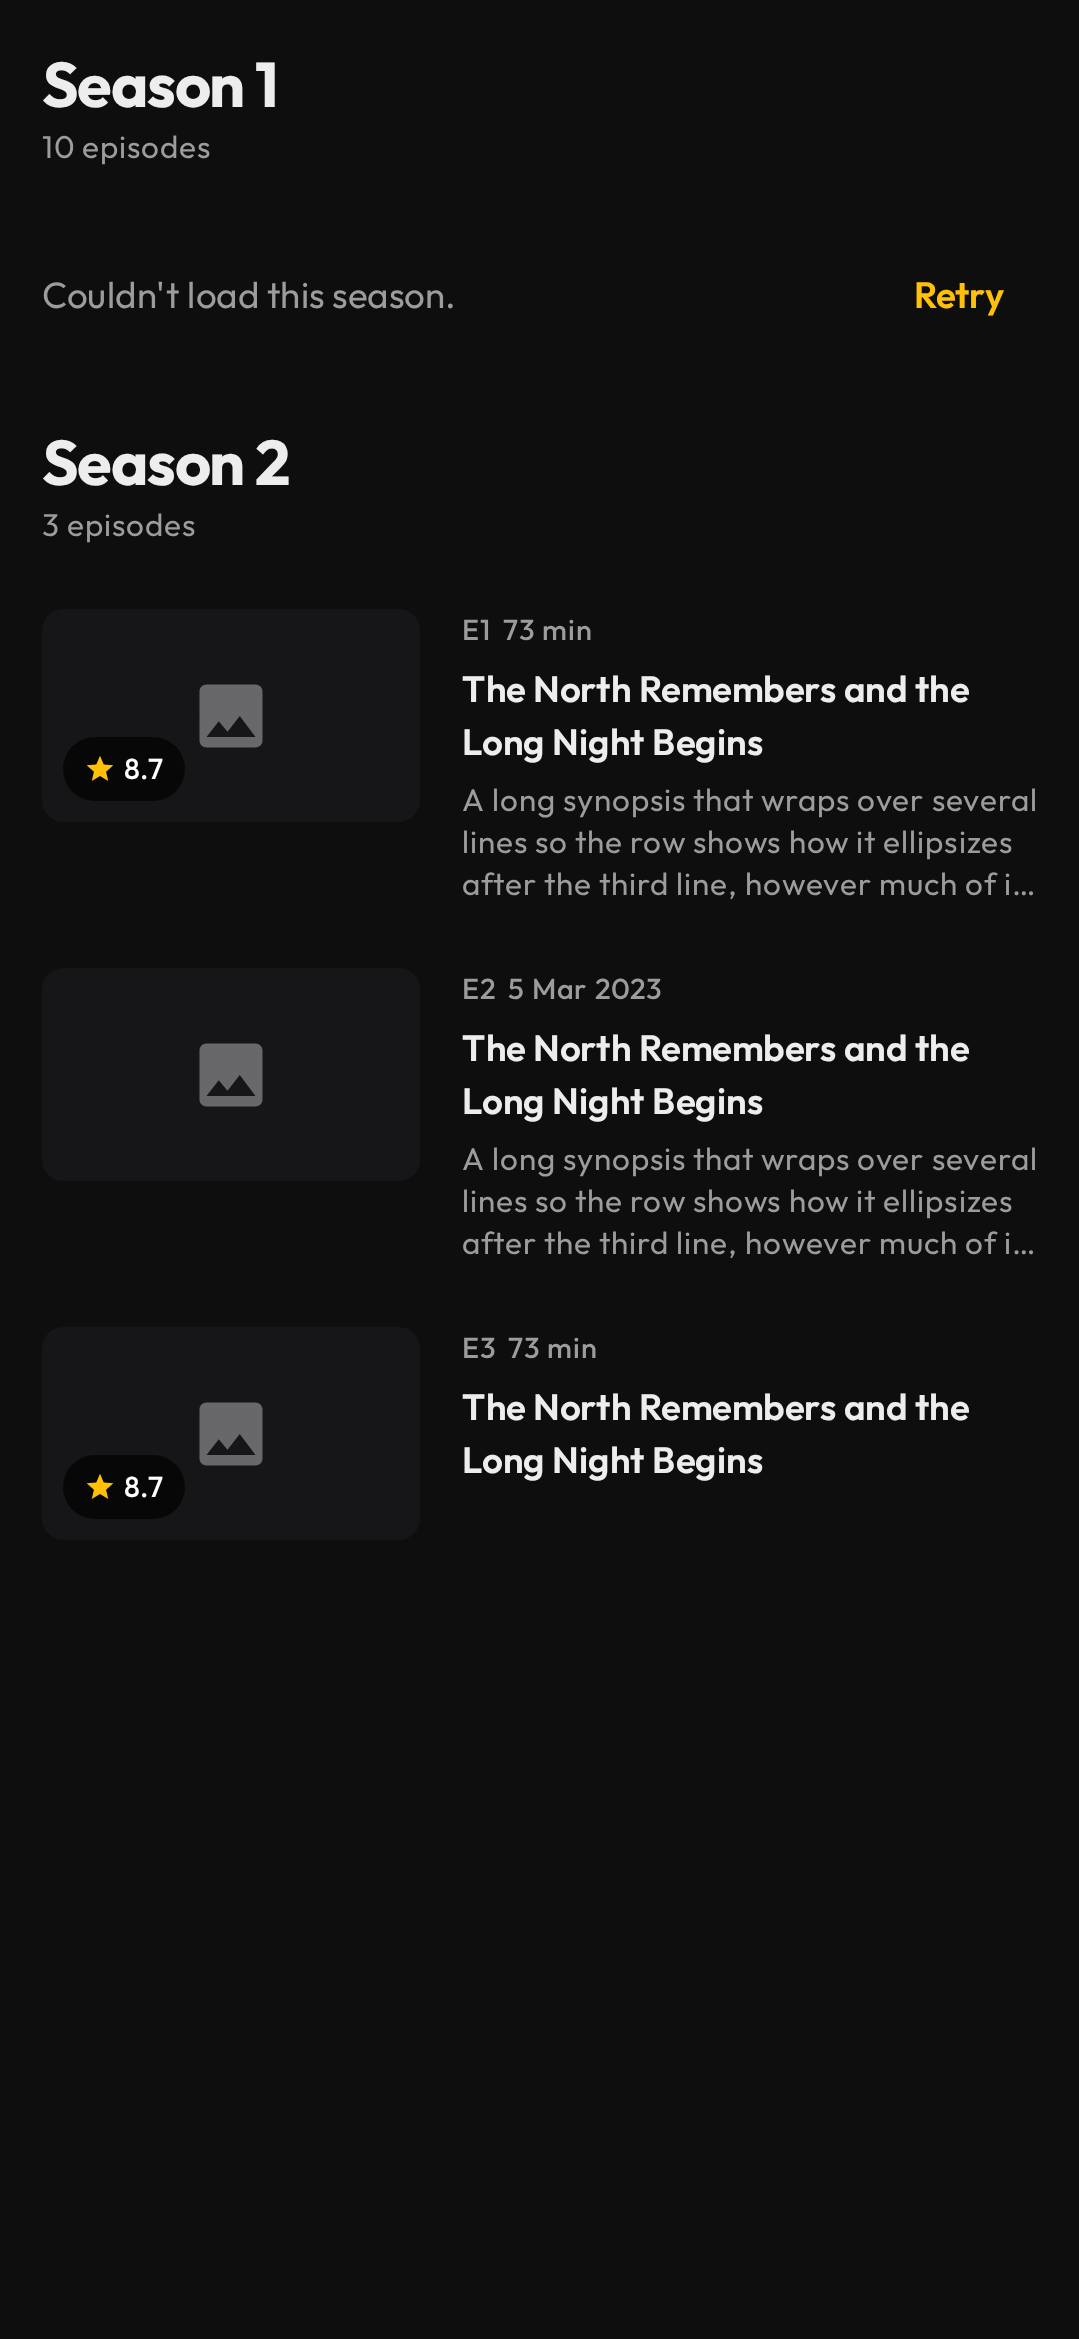 Season 1
10 episodes
Couldn't load this season.
Retry
Season 2
3 episodes
8.7
E1 73 min
The North Remembers and the
Long Night Begins
A long synopsis that wraps over several
lines so the row shows how it ellipsizes
after the third line, however much of i...
E2 5 Mar 2023
The North Remembers and the
Long Night Begins
A long synopsis that wraps over several
lines so the row shows how it ellipsizes
after the third line, however much of i...
8.7
E3 73 min
The North Remembers and the
Long Night Begins